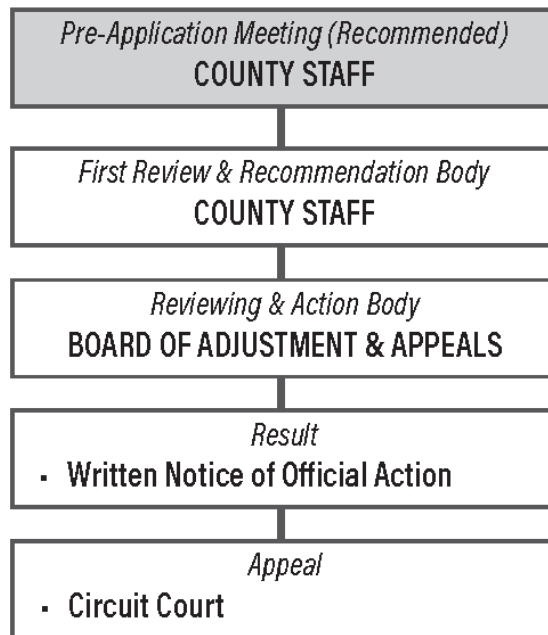 Pre-Application Meeting (Recommended)
COUNTY STAFF
First Review & Recommendation Body
COUNTY STAFF
Reviewing & Action Body
BOARD OF ADJUSTMENT & APPEALS
Result
▪ Written Notice of Official Action
Appeal
▪ Circuit Court